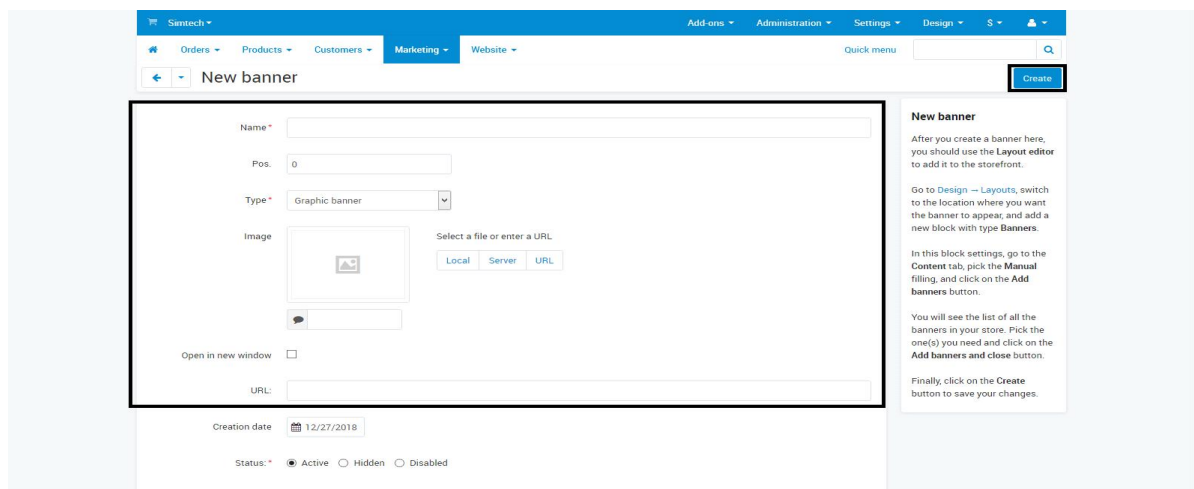 Simtech Add-ons Administration Settings Design $
Orders Products Customers Marketing Website Quick menu
New banner Create
Name*
Pos. 0
Type* Graphic banner
Image Select a file or enter a URL
Local Server URL
Open in new window
URL:
Creation date 12/27/2018
Status:* Active Hidden Disabled
New banner
After you create a banner here,
you should use the Layout editor
to add it to the storefront.
Go to Design → Layouts, switch
to the location where you want
the banner to appear, and add a
new block with type Banners.
In this block settings, go to the
Content tab, pick the Manual
filling, and click on the Add
banners button.
You will see the list of all the
banners in your store. Pick the
one(s) you need and click on the
Add banners and close button.
Finally, click on the Create
button to save your changes.